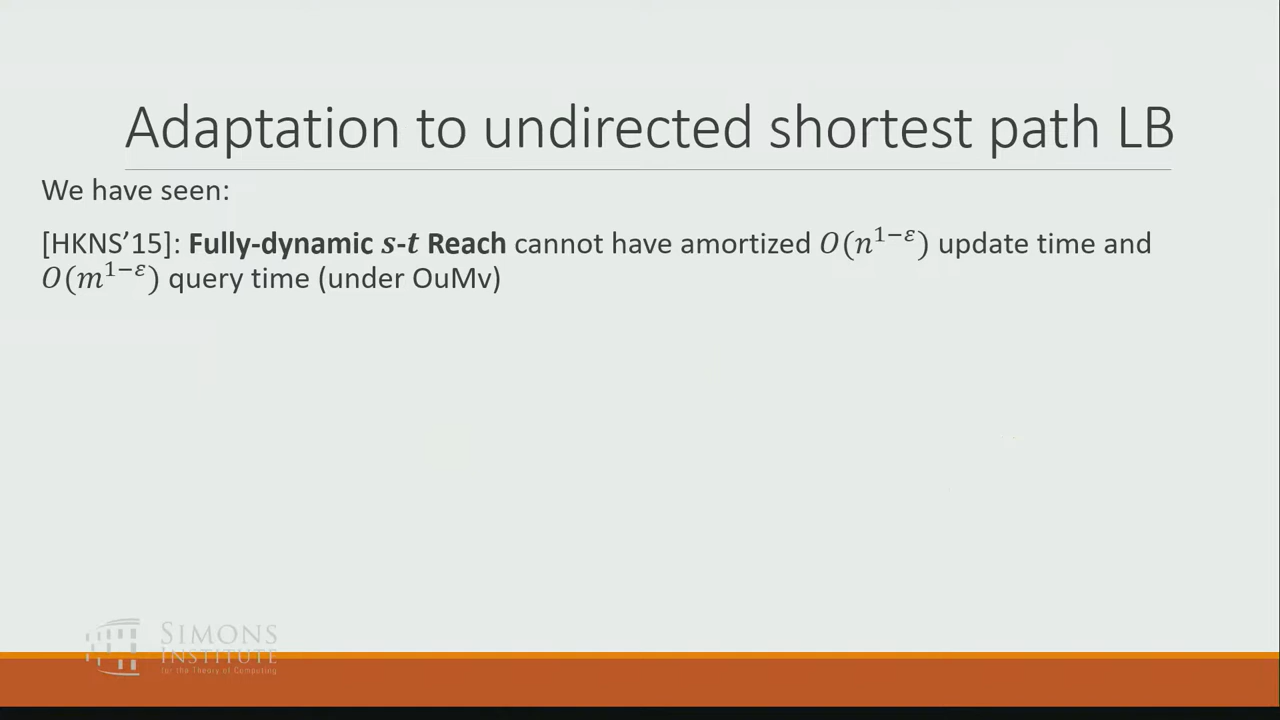 Adaptation to undirected shortest path LB
We have seen:
[HKNS’15]: Fully-dynamic 𝒔-𝒕 Reach cannot have amortized 𝑂(𝑛^{1−𝜀}) update time and
𝑂(𝑚^{1−𝜀}) query time (under OuMv)
SIMONS
INSTITUTE
for the Theory of Computing